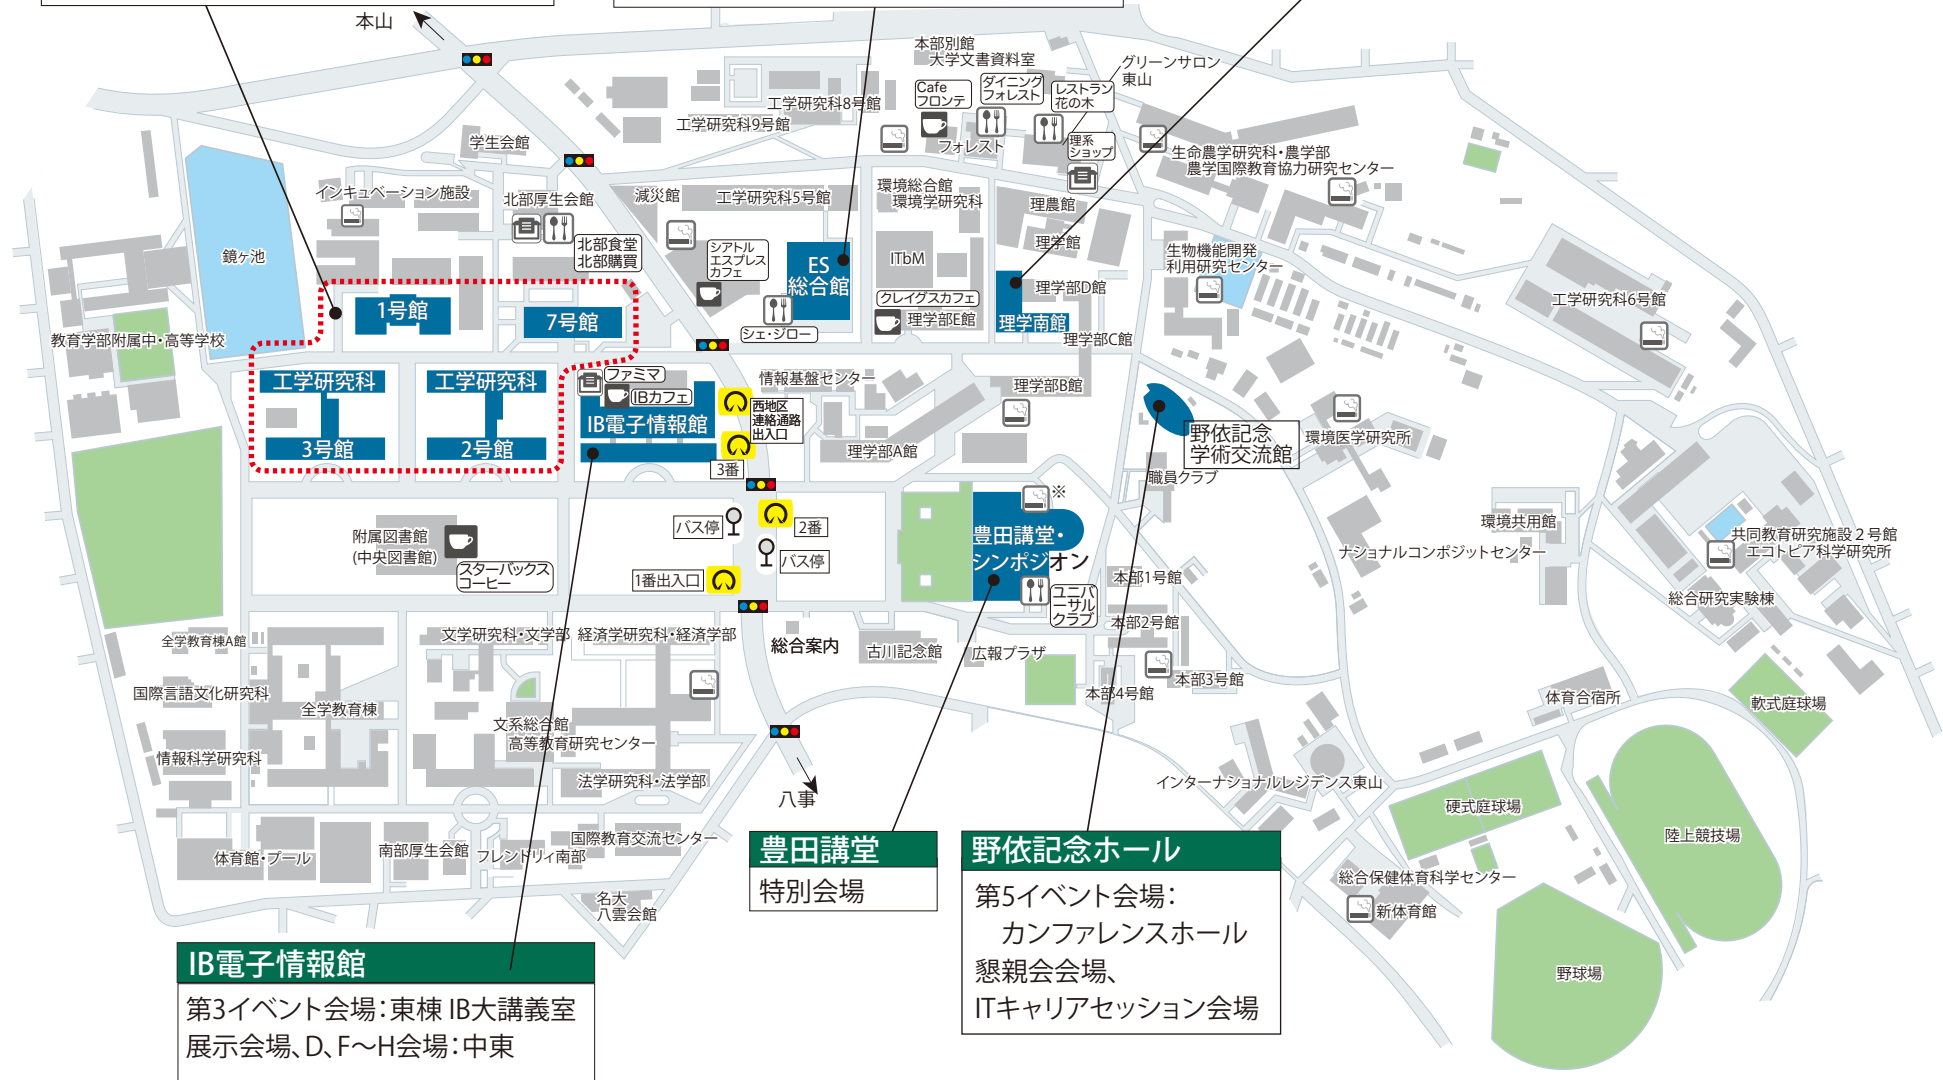 本山
本部別館
大学文書資料室
グリーンサロン
東山
Cafe
フロンテ
ダイニング
フォレスト
レストラン
花の木
工学研究科8号館
工学研究科9号館
フォレスト
理系
ショップ
学生会館
生命農学研究科・農学部
農学国際教育協力研究センター
インキュベーション施設
北部厚生会館
減災館
工学研究科5号館
環境総合館
環境学研究科
理農館
北部食堂
北部購買
シアトル
エスプレス
カフェ
ES
総合館
ITbM
理学館
生物機能開発
利用研究センター
鏡ヶ池
1号館
7号館
シェ・ジロー
クレイグスカフェ
理学部E館
理学部D館
理学南館
理学部C館
工学研究科6号館
教育学部附属中・高等学校
工学研究科
3号館
工学研究科
2号館
ファミマ
IBカフェ
IB電子情報館
情報基盤センター
西地区
連絡通路
出入口
3番
理学部B館
理学部A館
野依記念
学術交流館
環境医学研究所
職員クラブ
附属図書館
(中央図書館)
スターバックス
コーヒー
バス停
2番
バス停
1番出入口
※
豊田講堂・
シンポジオン
ユニバ
ーサル
クラブ
本部1号館
本部2号館
本部3号館
本部4号館
ナショナルコンポジットセンター
環境共用館
共同教育研究施設2号館
エコトピア科学研究所
総合研究実験棟
全学教育棟A館
文学研究科・文学部
経済学研究科・経済学部
総合案内
古川記念館
広報プラザ
国際言語文化研究科
全学教育棟
文系総合館
高等教育研究センター
情報科学研究科
法学研究科・法学部
体育合宿所
軟式庭球場
インターナショナルレジデンス東山
硬式庭球場
陸上競技場
八事
体育館・プール
南部厚生会館
フレンドリィ南部
国際教育交流センター
名大
八雲会館
総合保健体育科学センター
新体育館
野球場
豊田講堂
特別会場
野依記念ホール
第5イベント会場:
カンファレンスホール
懇親会会場、
ITキャリアセッション会場
IB電子情報館
第3イベント会場:東棟 IB大講義室
展示会場、D、F〜H会場:中東